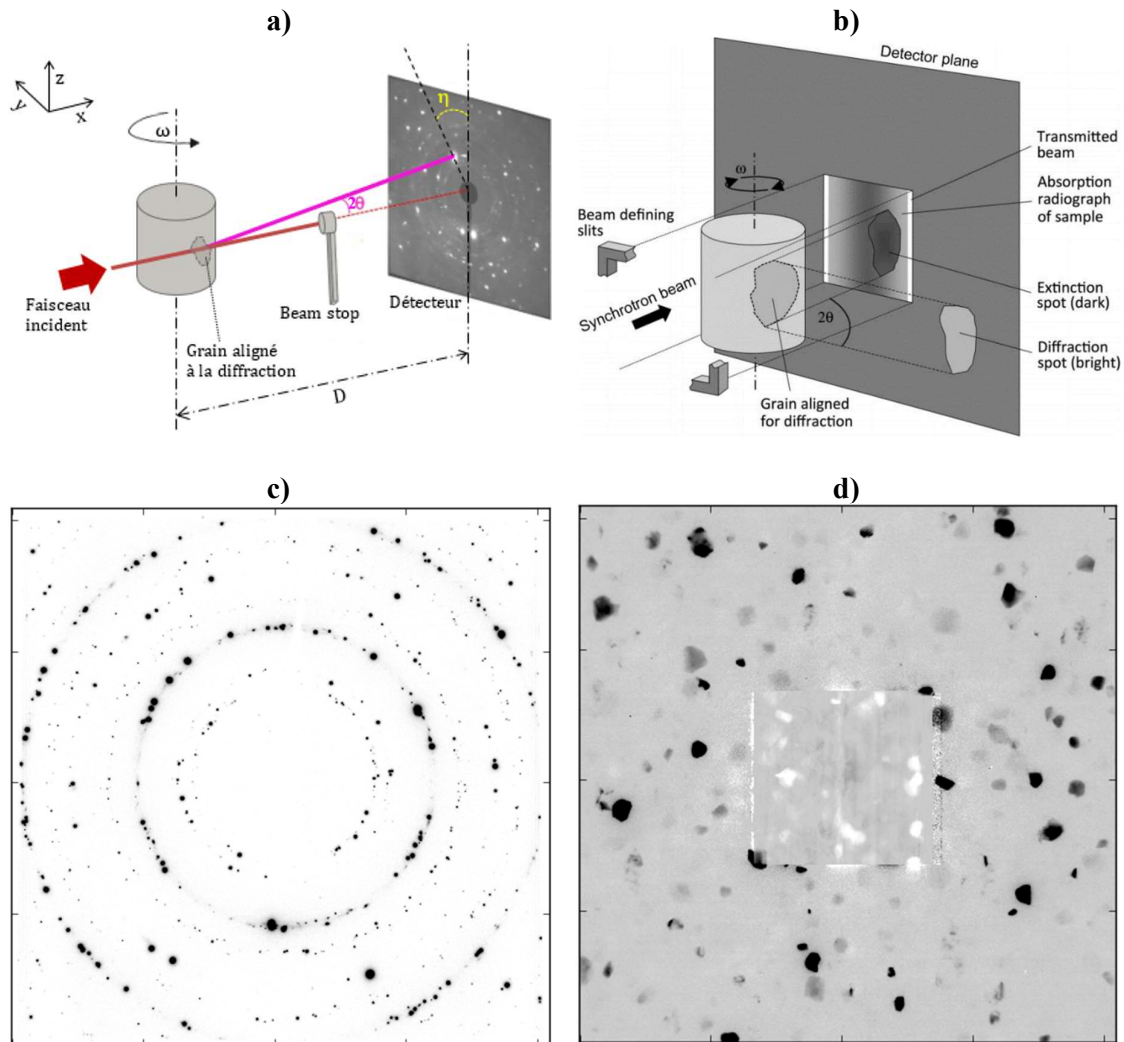 a)
z
y
x
ω
η
2θ
Faisceau
incident
Grain aligné
à la diffraction
Beam stop
Détecteur
D
b)
Detector plane
Transmitted
beam
Absorption
radiograph
of sample
ω
Beam defining
slits
Synchrotron beam
Extinction
spot (dark)
2θ
Diffraction
spot (bright)
Grain aligned
for diffraction
c)
d)